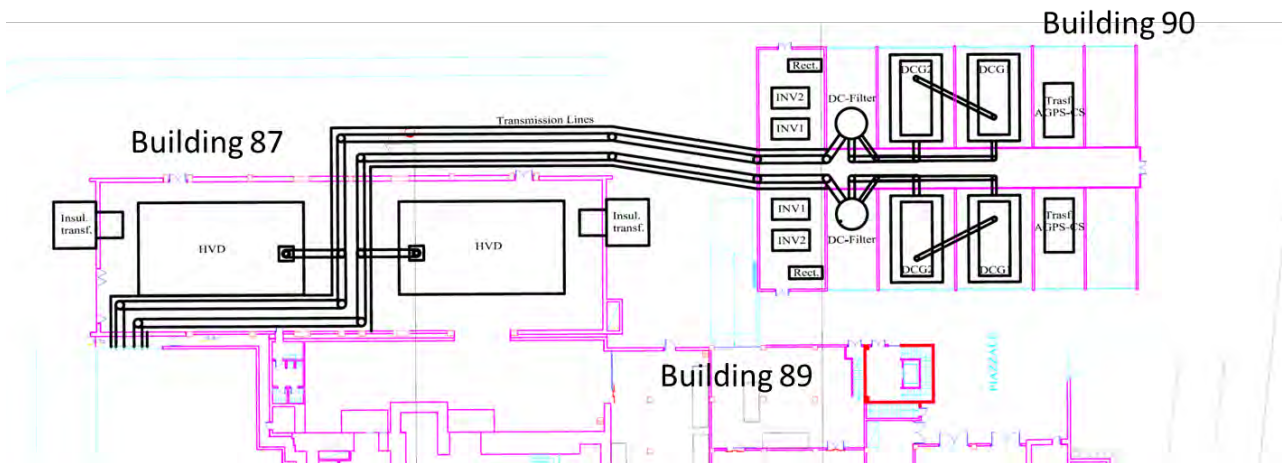 Building 90
Rect.
DCG2
DCG1
INV2
DC-Filter
Trasf
AGPS-CS
INV1
Transmission Lines
Building 87
Insul.
transf.
HVD
HVD
Insul.
transf.
INV1
INV2
DC-Filter
Trasf
AGPS-CS
Rect.
DCG2
DCG
Building 89
PIAZZALE